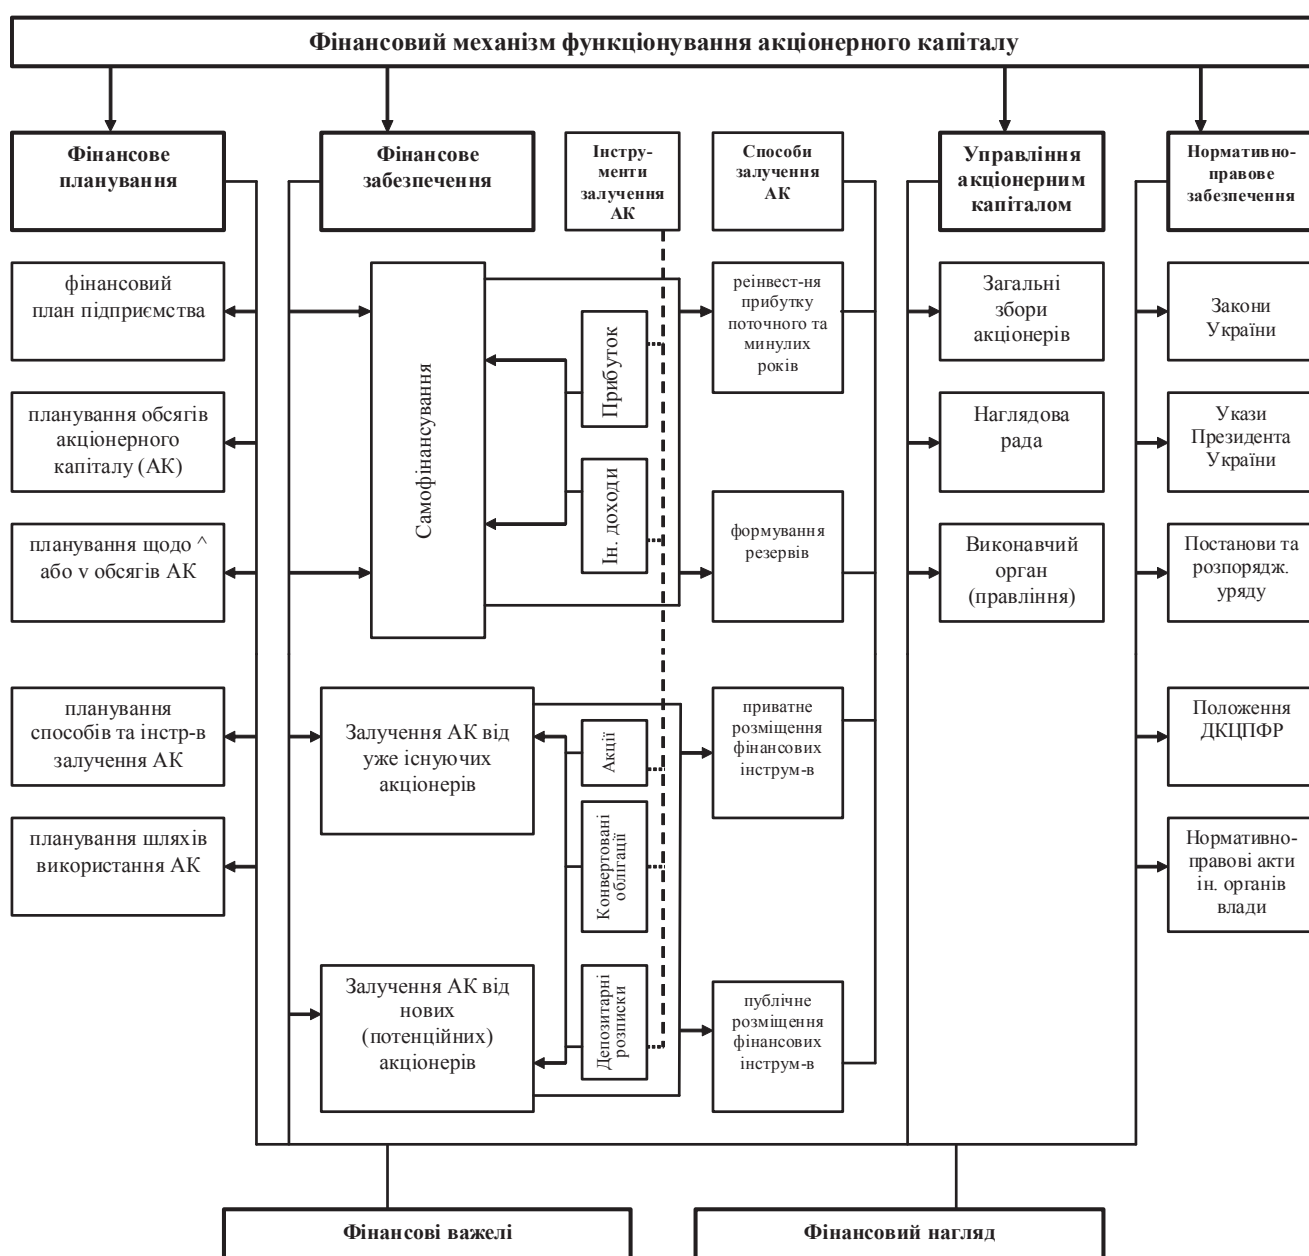 Фінансовий механізм функціонування акціонерного капіталу
Фінансове
планування
Фінансове
забезпечення
Інстру-
менти
залучення
АК
Способи
залучення
АК
Управління
акціонерним
капіталом
Нормативно-
правове
забезпечення
фінансовий
план підприємства
планування обсягів
акціонерного
капіталу (АК)
планування щодо ^
або v обсягів АК
планування
способів та інстр-в
залучення АК
планування шляхів
використання АК
Самофінансування
Прибуток
Ін. доходи
Залучення АК від
уже існуючих
акціонерів
Залучення АК від
нових
(потенційних)
акціонерів
Акції
Конвертовані
облігації
Депозитарні
розписки
реінвест-ня
прибутку
поточного та
минулих
років
формування
резервів
приватне
розміщення
фінансових
інструм-в
публічне
розміщення
фінансових
інструм-в
Загальні
збори
акціонерів
Наглядова
рада
Виконавчий
орган
(правління)
Закони
України
Укази
Президента
України
Постанови та
розпорядж.
уряду
Положення
ДКЦПФР
Нормативно-
правові акти
ін. органів
влади
Фінансові важелі
Фінансовий нагляд